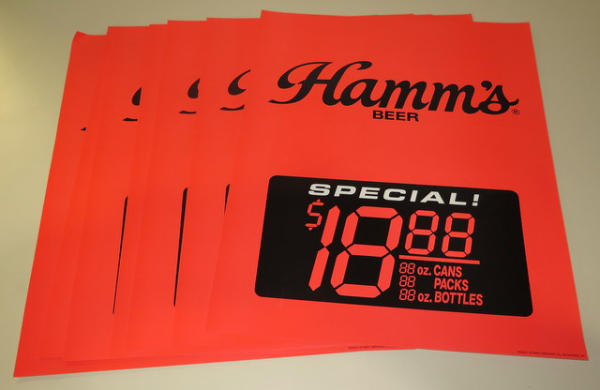 Hamm's®
BEER
SPECIAL!
$18.88
88 oz. CANS
88 PACKS
88 oz. BOTTLES